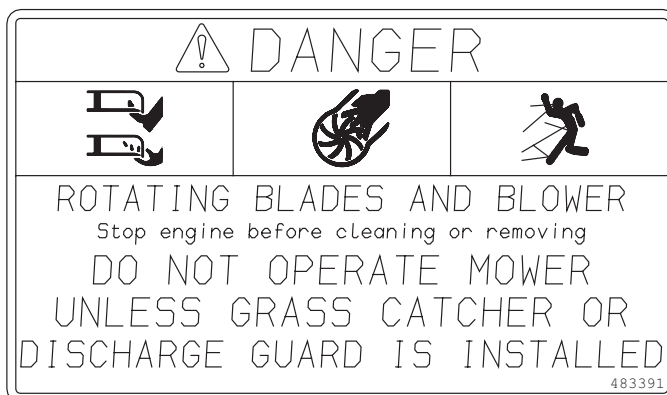 DANGER
ROTATING BLADES AND BLOWER
Stop engine before cleaning or removing
DO NOT OPERATE MOWER
UNLESS GRASS CATCHER OR
DISCHARGE GUARD IS INSTALLED
483391